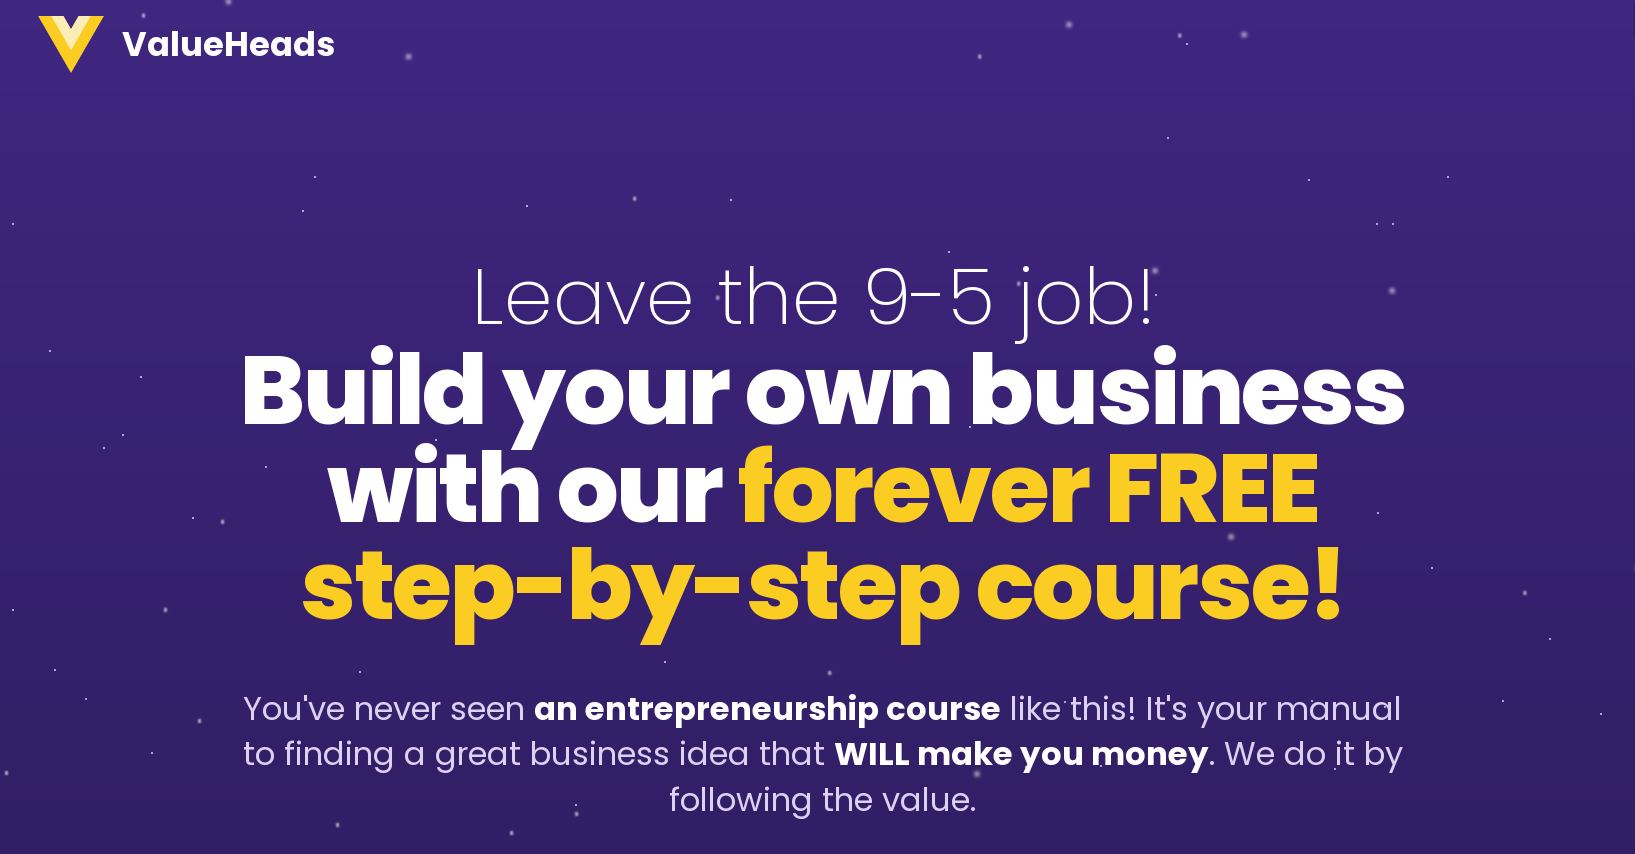 ValueHeads
Leave the 9-5 job!
Build your own business
with our forever FREE
step-by-step course!
You've never seen an entrepreneurship course like this! It's your manual
to finding a great business idea that WILL make you money. We do it by
following the value.